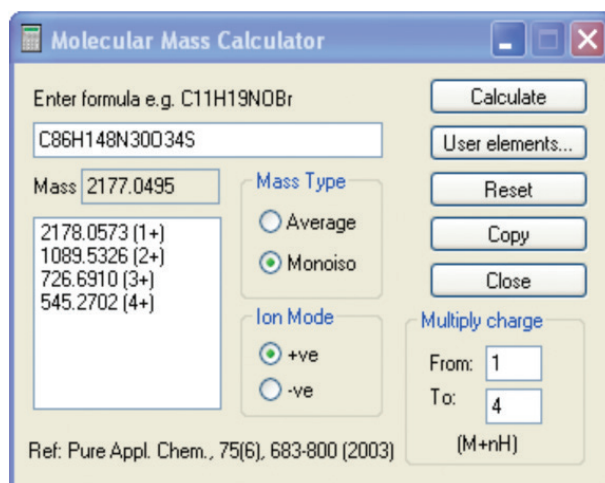 Molecular Mass Calculator
Enter formula e.g. C11H19NOBr
C86H148N30O34S
Mass 2177.0495
2178.0573 (1+)
1089.5326 (2+)
726.6910 (3+)
545.2702 (4+)
Mass Type
Average
Monoiso
Ion Mode
+ve
-ve
Calculate
User elements...
Reset
Copy
Close
Multiply charge
From: 1
To: 4
(M+nH)
Ref: Pure Appl. Chem., 75(6), 683-800 (2003)